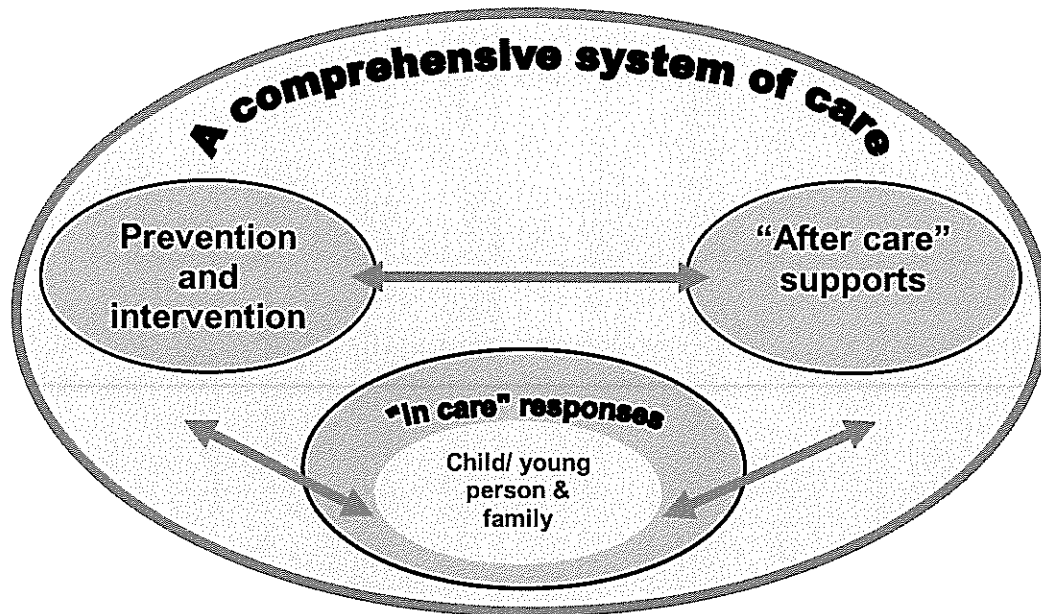 A comprehensive system of care
Prevention
and
intervention
“After care”
supports
“In care” responses
Child/ young
person &
family